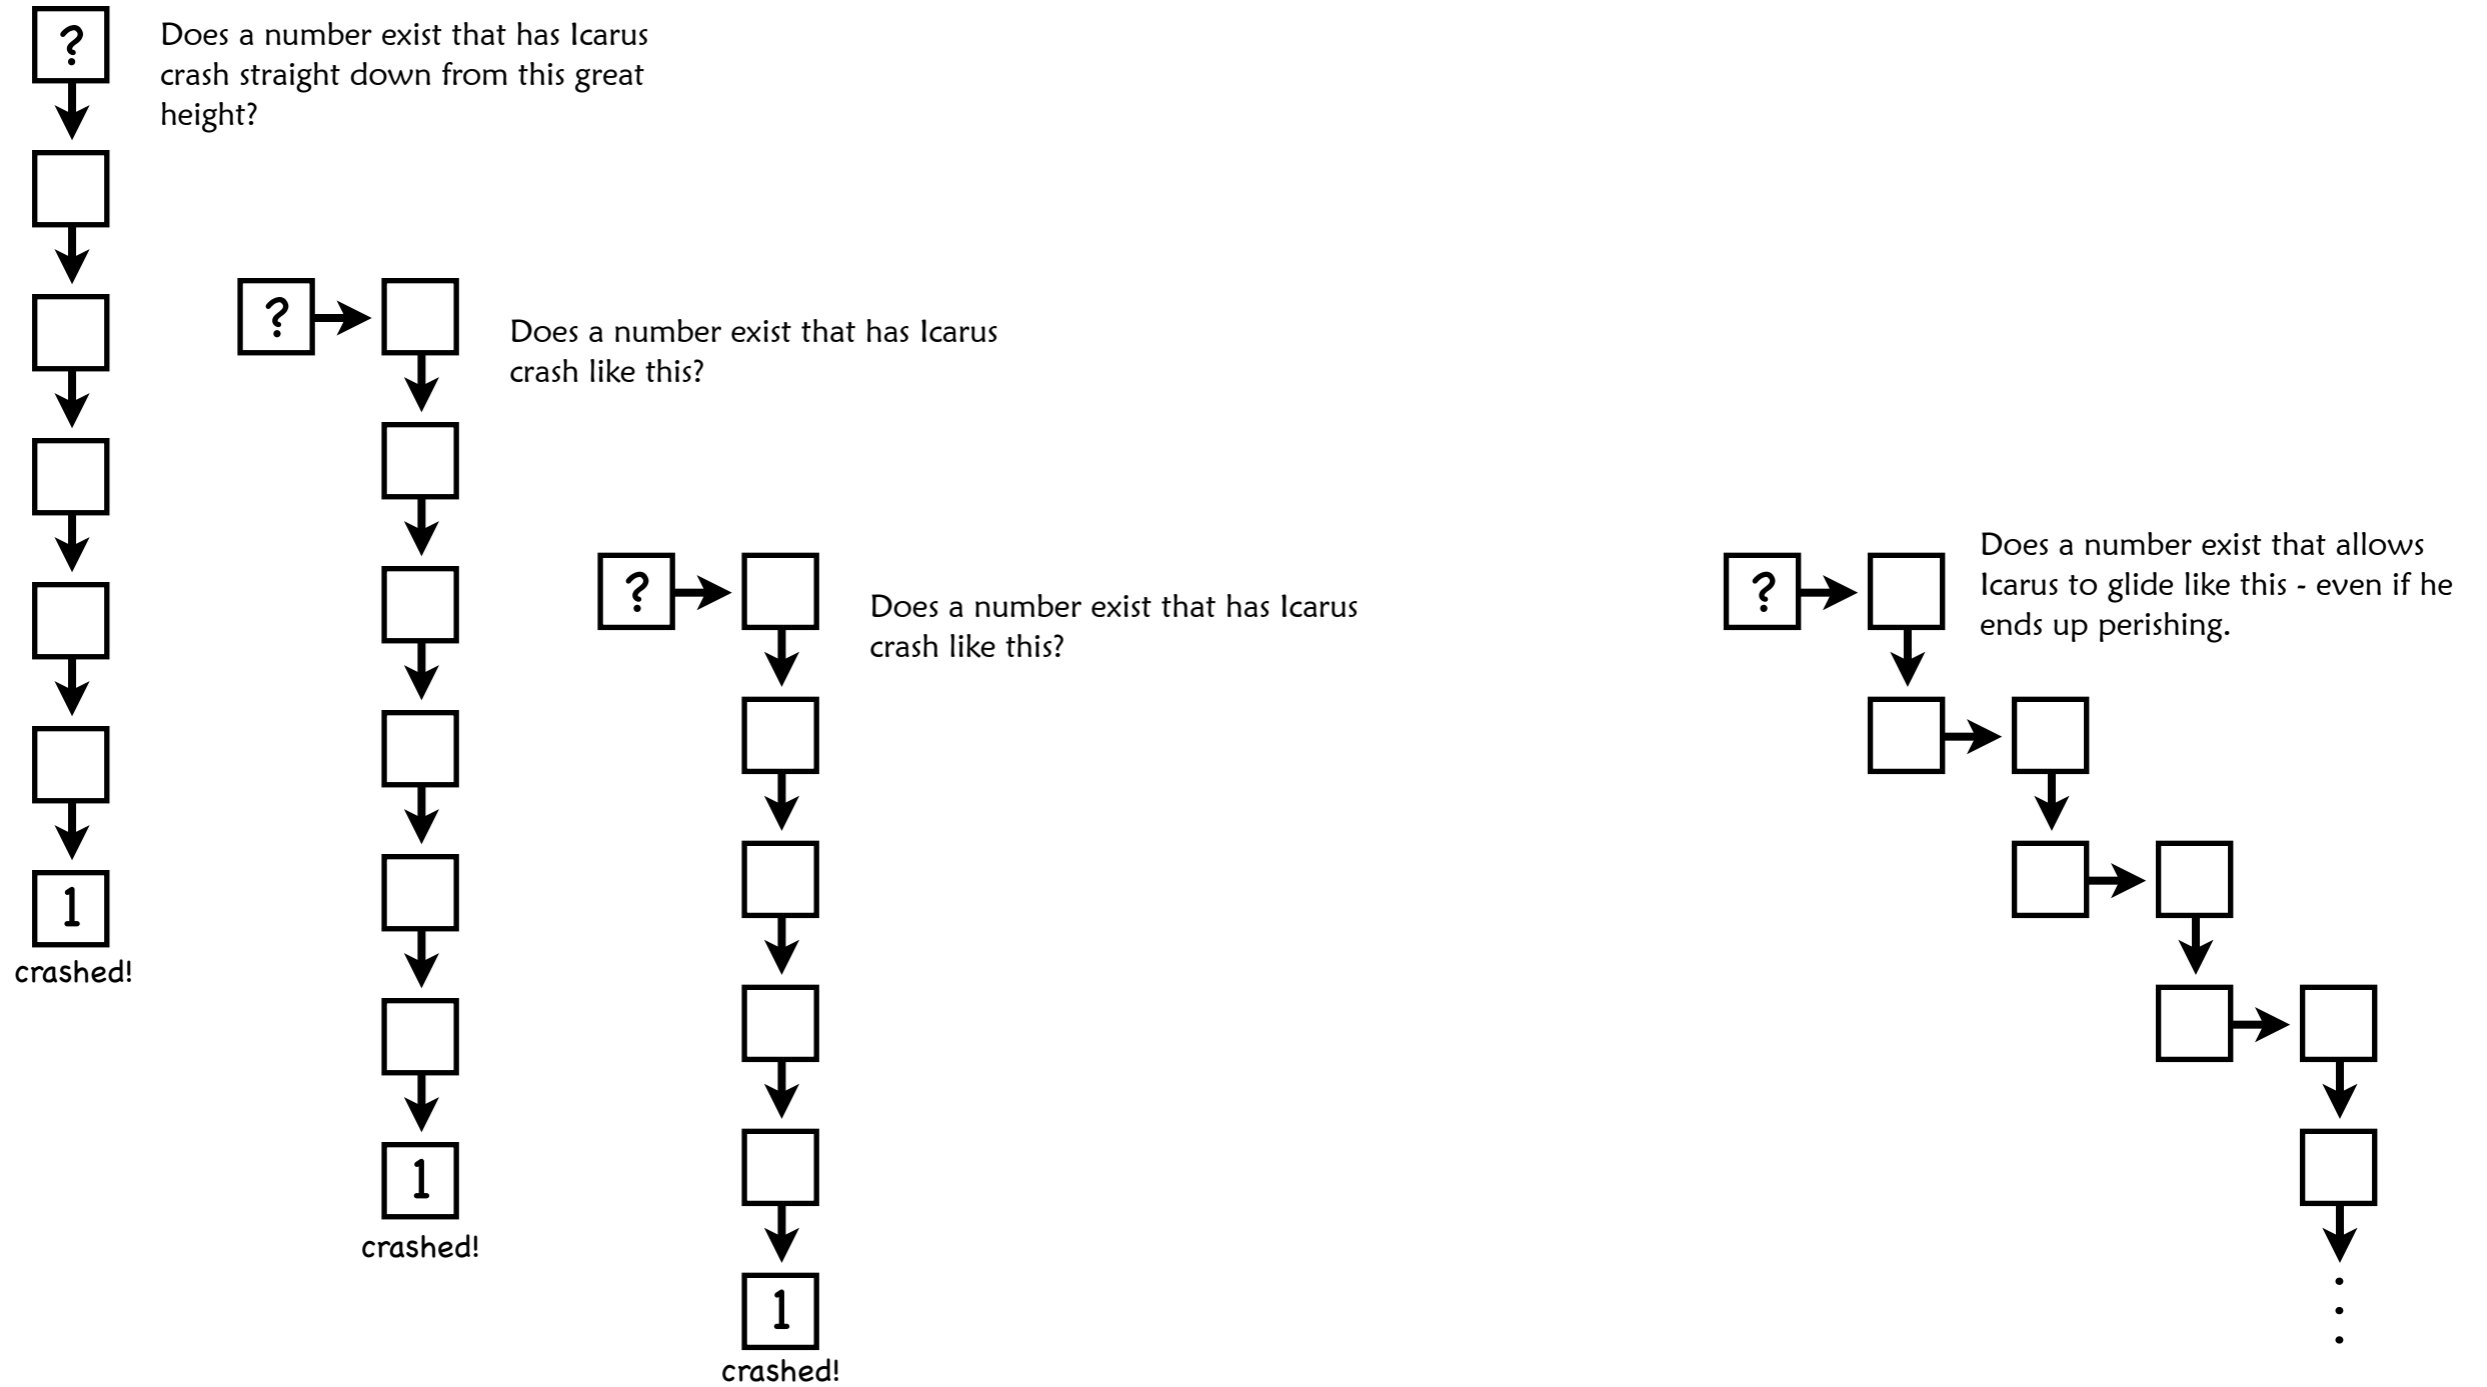 ?
Does a number exist that has Icarus
crash straight down from this great
height?
1
crashed!
?
Does a number exist that has Icarus
crash like this?
1
crashed!
?
Does a number exist that has Icarus
crash like this?
1
crashed!
?
Does a number exist that allows
Icarus to glide like this - even if he
ends up perishing.